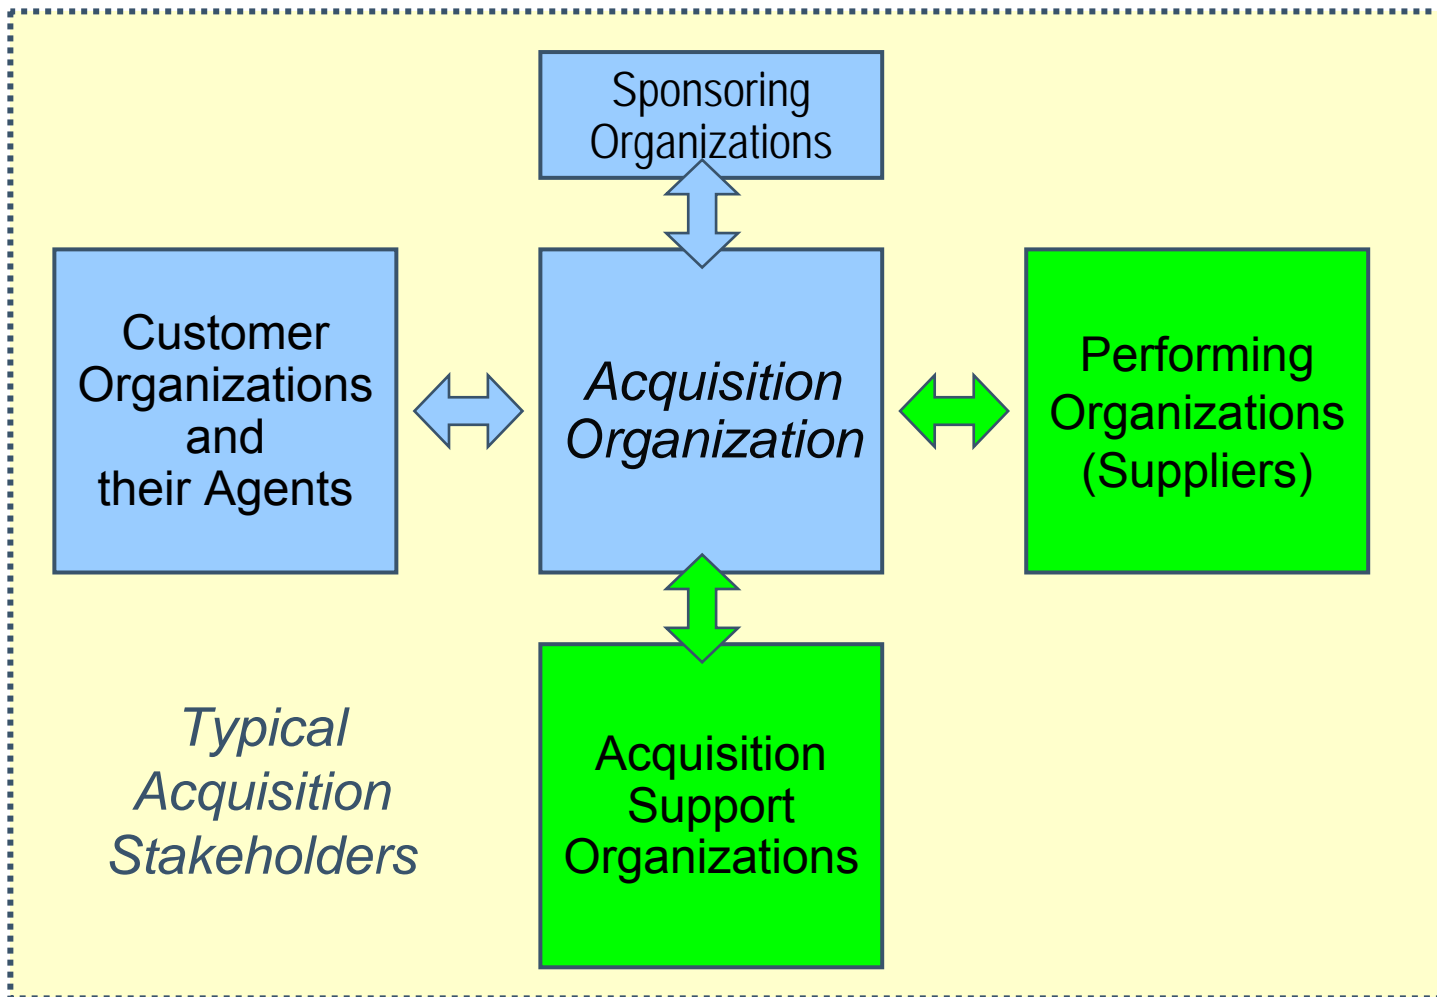 Sponsoring
Organizations
Customer
Organizations
and
their Agents
Acquisition
Organization
Performing
Organizations
(Suppliers)
Typical
Acquisition
Stakeholders
Acquisition
Support
Organizations